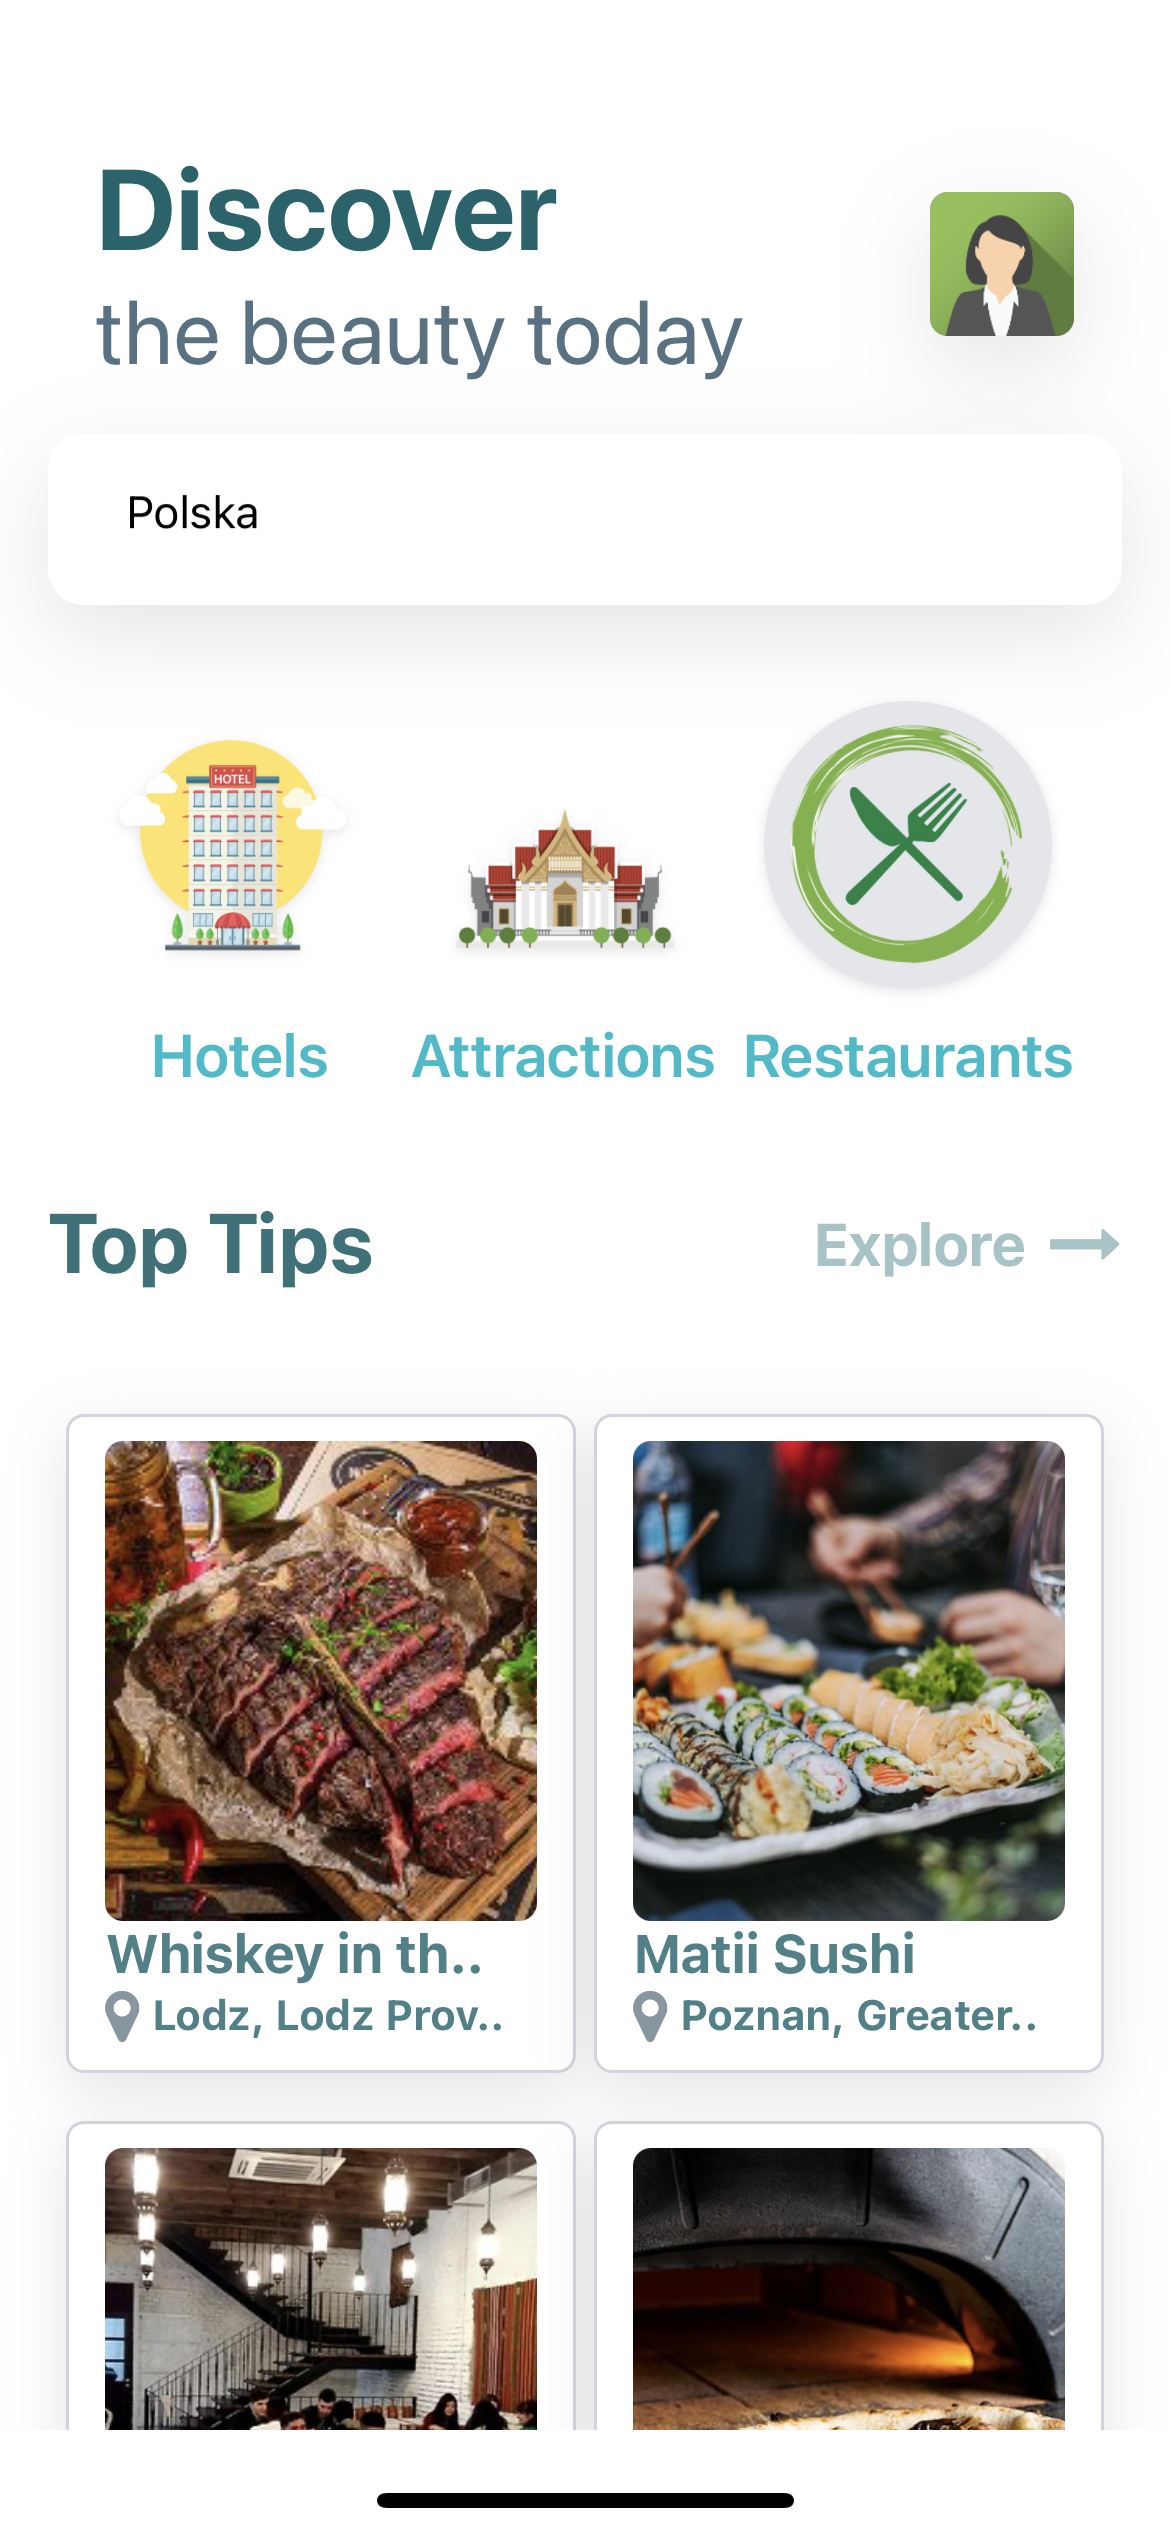 Discover
the beauty today
Polska
HOTEL
Hotels
Attractions
Restaurants
Top Tips
Explore
Whiskey in th..
Lodz, Lodz Prov..
Matii Sushi
Poznan, Greater..